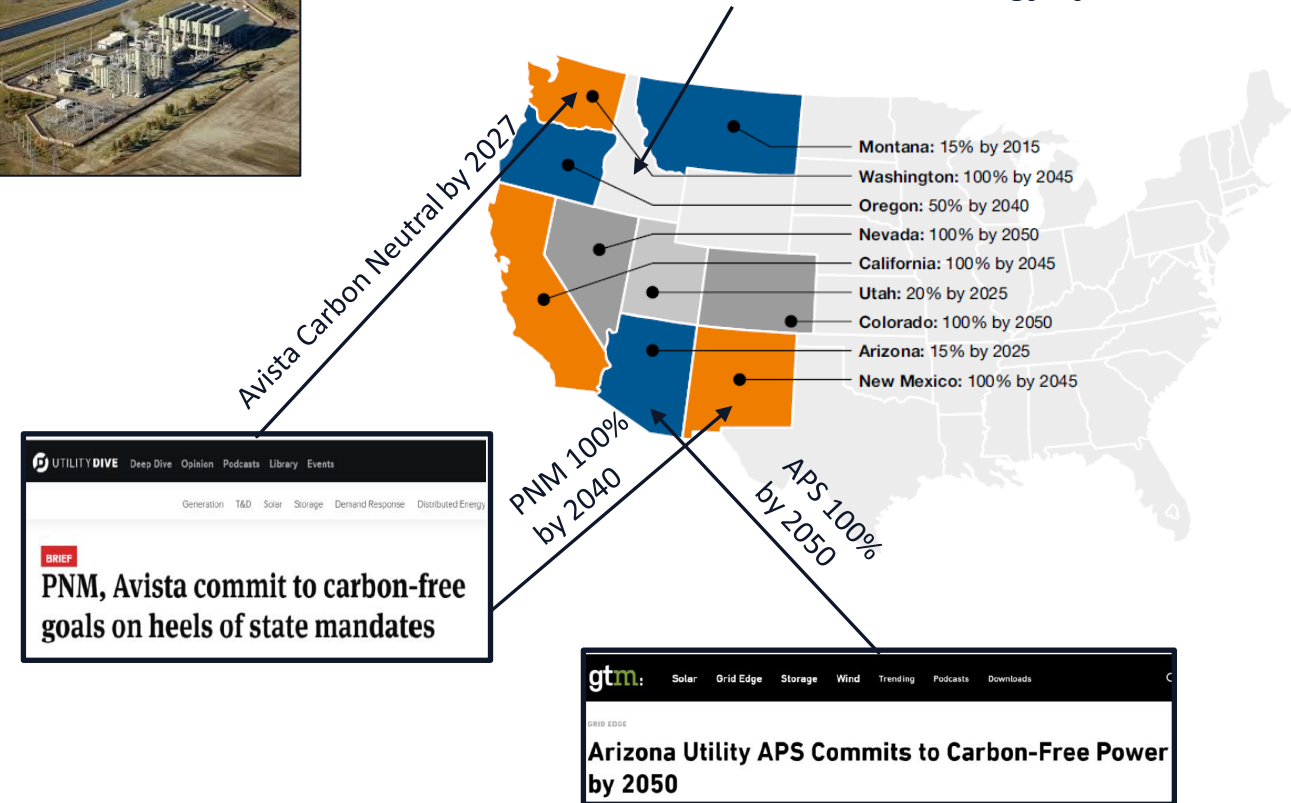 Avista Carbon Neutral by 2027
Montana: 15% by 2015
Washington: 100% by 2045
Oregon: 50% by 2040
Nevada: 100% by 2050
California: 100% by 2045
Utah: 20% by 2025
Colorado: 100% by 2050
Arizona: 15% by 2025
New Mexico: 100% by 2045
PNM 100%
by 2040
APS 100%
by 2050
UTILITY DIVE Deep Dive Opinion Podcasts Library Events
Generation T&D Solar Storage Demand Response Distributed Energy
BRIEF
PNM, Avista commit to carbon-free
goals on heels of state mandates
gtm: Solar Grid Edge Storage Wind Trending Podcasts Downloads
GRID EDGE
Arizona Utility APS Commits to Carbon-Free Power
by 2050